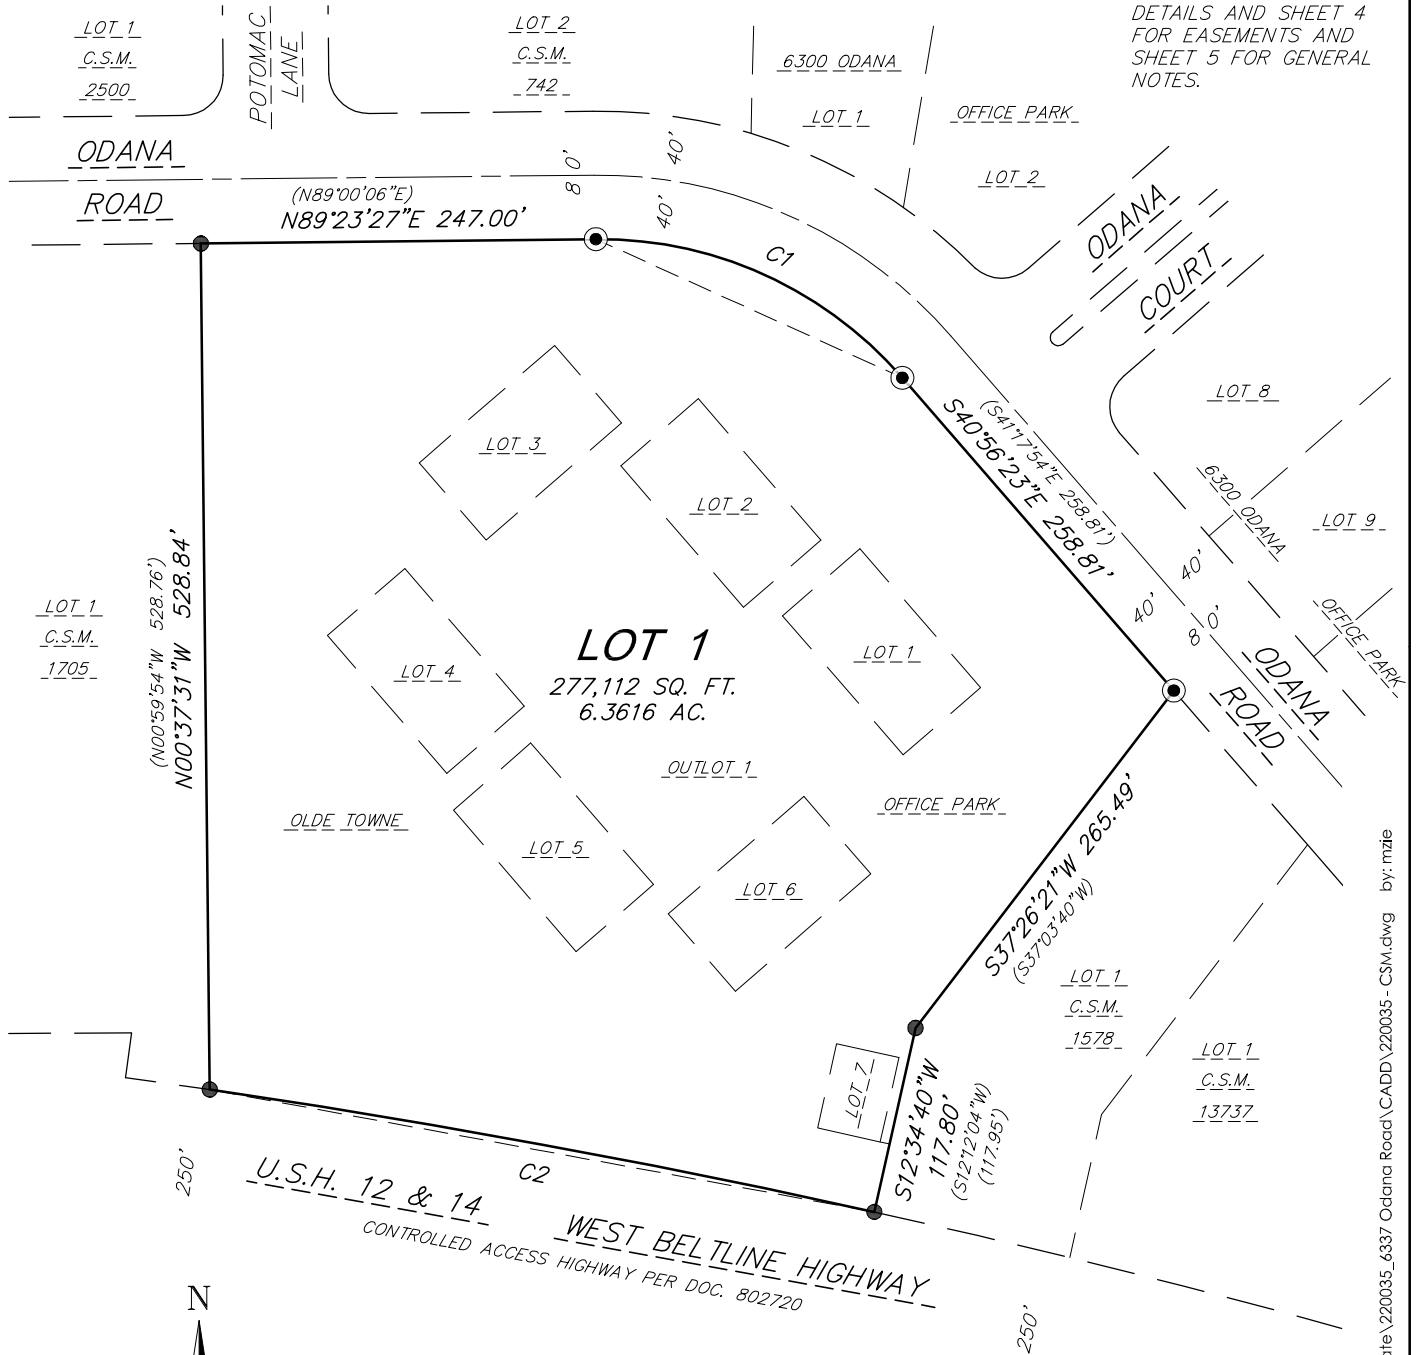 LOT 1
C.S.M.
2500
POTOMAC
LANE
LOT 2
C.S.M.
742
6300 ODANA
LOT 1
OFFICE PARK
LOT 2
DETAILS AND SHEET 4
FOR EASEMENTS AND
SHEET 5 FOR GENERAL
NOTES.
ODANA
ROAD
(N89°00'06"E)
N89°23'27"E 247.00'
8 0'
40'
40'
C1
ODANA
COURT
LOT 8
6300 ODANA
LOT 9
OFFICE PARK
(S41°17'54"E 258.81')
S40°56'23"E 258.81'
40'
40'
8 0'
ODANA
ROAD
LOT 3
LOT 2
LOT 1
LOT 4
LOT 1
277,112 SQ. FT.
6.3616 AC.
OUTLOT 1
OLDE TOWNE
OFFICE PARK
LOT 5
LOT 6
LOT 1
C.S.M.
1705
(N00°59'54"W 528.76')
N00°37'31"W 528.84'
S37°26'21"W 265.49'
(S37°03'40"W)
LOT 1
C.S.M.
1578
LOT 1
C.S.M.
13737
LOT 7
S12°34'40"W
117.80'
(S12°12'04"W)
(117.95')
C2
250'
U.S.H. 12 & 14
WEST BELTLINE HIGHWAY
CONTROLLED ACCESS HIGHWAY PER DOC. 802720
250'
N
ate\220035_6337 Odana Road\CADD\220035 - CSM.dwg by: mzie